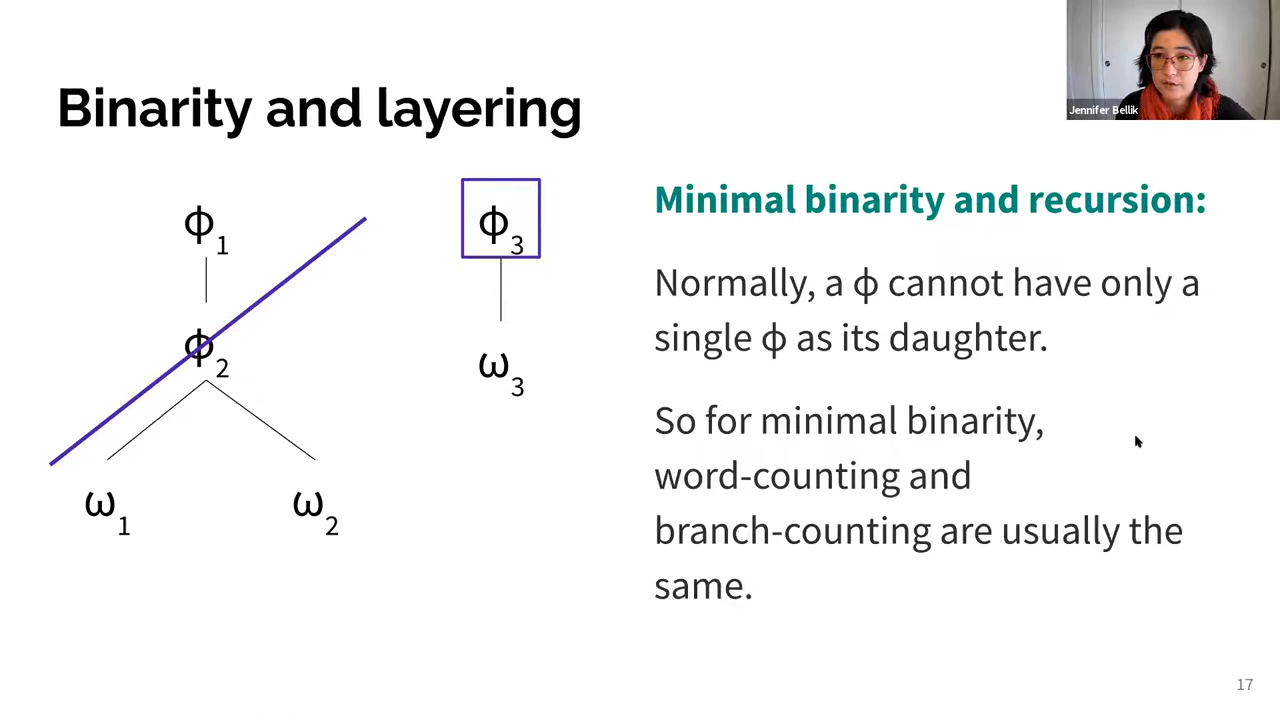 Jennifer Bellik
Binarity and layering
ϕ1
ϕ3
ϕ2
ω3
ω1
ω2
Minimal binarity and recursion:
Normally, a ϕ cannot have only a
single ϕ as its daughter.
So for minimal binarity,
word-counting and
branch-counting are usually the
same.
17